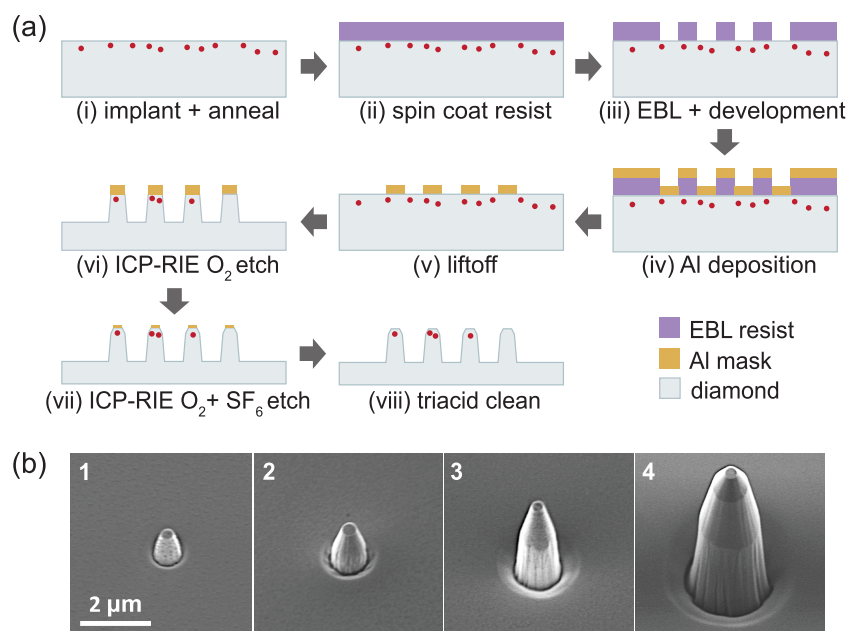 (a)
(i) implant + anneal
(ii) spin coat resist
(iii) EBL + development
(vi) ICP-RIE O₂ etch
(v) liftoff
(iv) Al deposition
(vii) ICP-RIE O₂+ SF₆ etch
(viii) triacid clean
EBL resist
Al mask
diamond
(b)
1
2
3
4
2 μm